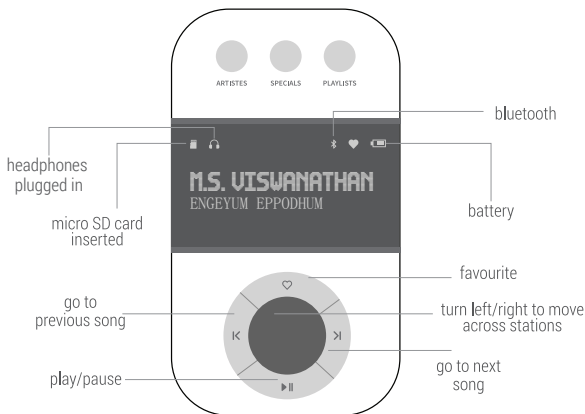 ARTISTES SPECIALS PLAYLISTS
bluetooth
headphones
plugged in
M.S. VISWANATHAN
ENGEYUM EPPODHUM
micro SD card
inserted
battery
favourite
go to
previous song
turn left/right to move
across stations
go to next
song
play/pause